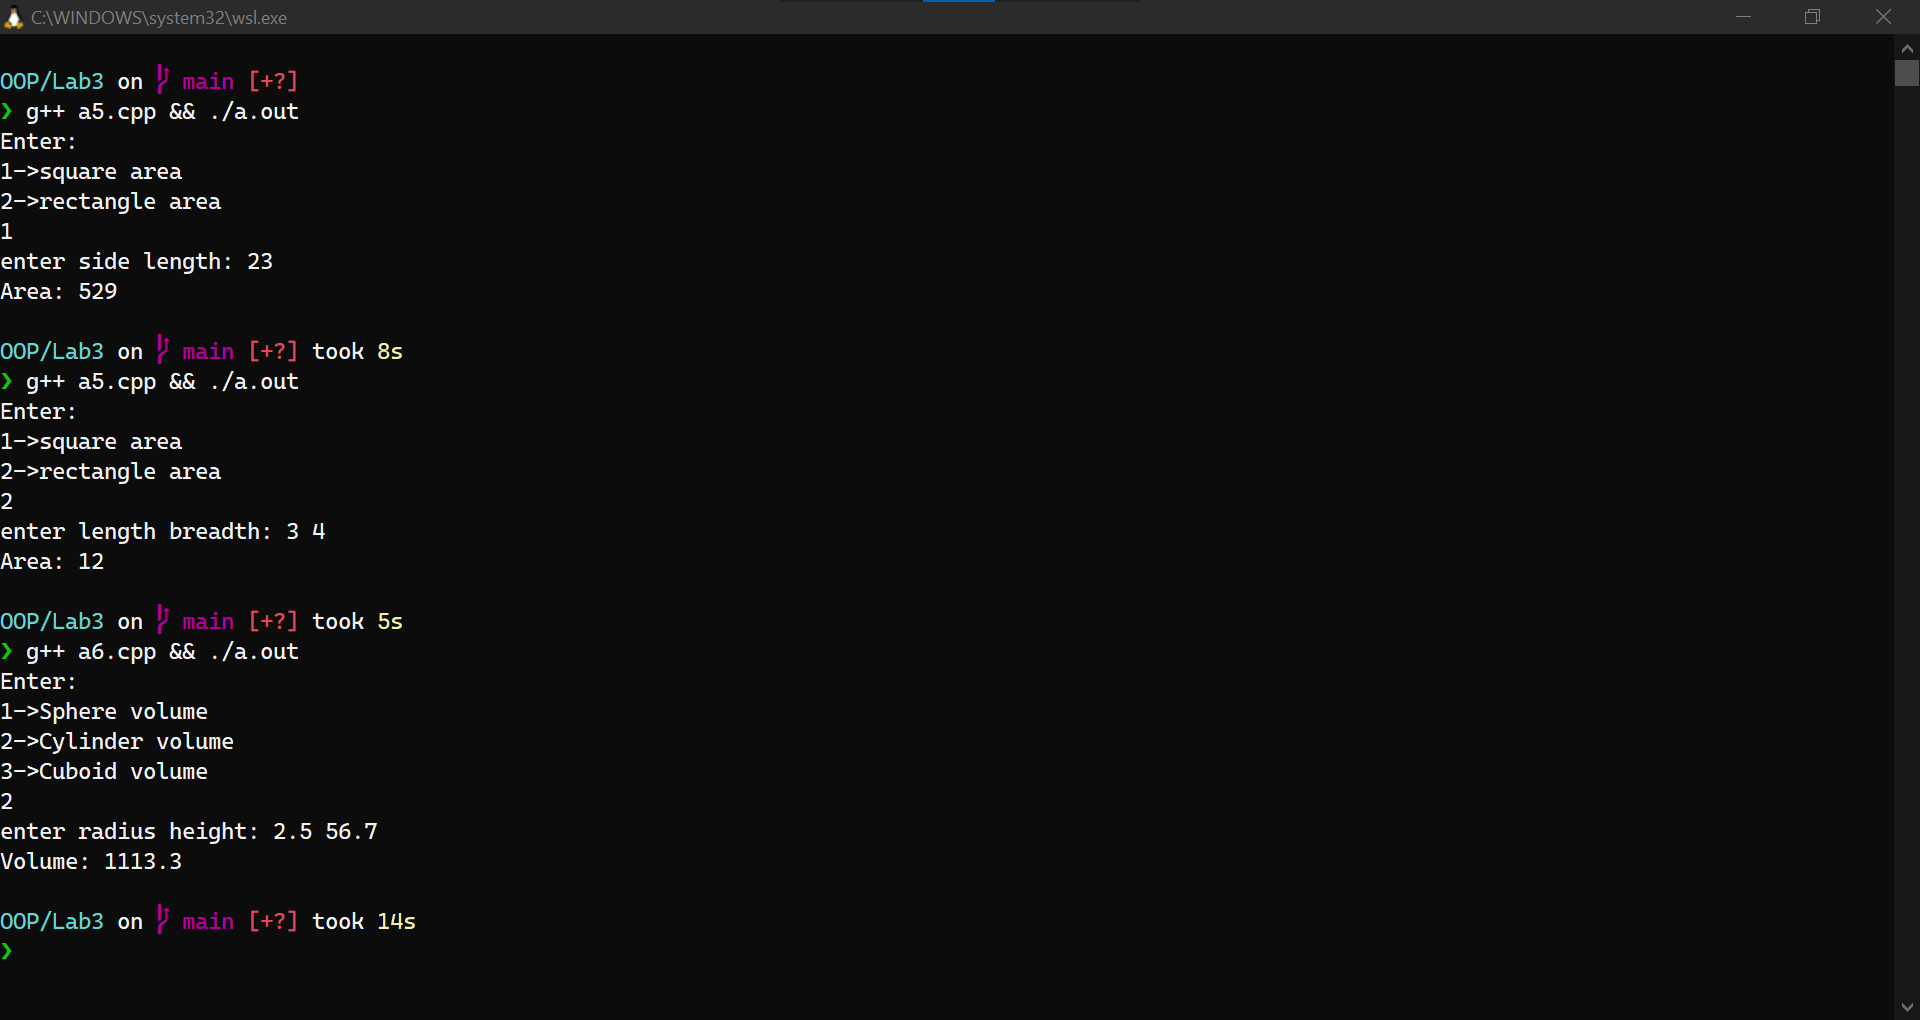 C:\WINDOWS\system32\wsl.exe
OOP/Lab3 on main [+?]
❯ g++ a5.cpp && ./a.out
Enter:
1->square area
2->rectangle area
1
enter side length: 23
Area: 529
OOP/Lab3 on main [+?] took 8s
❯ g++ a5.cpp && ./a.out
Enter:
1->square area
2->rectangle area
2
enter length breadth: 3 4
Area: 12
OOP/Lab3 on main [+?] took 5s
❯ g++ a6.cpp && ./a.out
Enter:
1->Sphere volume
2->Cylinder volume
3->Cuboid volume
2
enter radius height: 2.5 56.7
Volume: 1113.3
OOP/Lab3 on main [+?] took 14s
❯